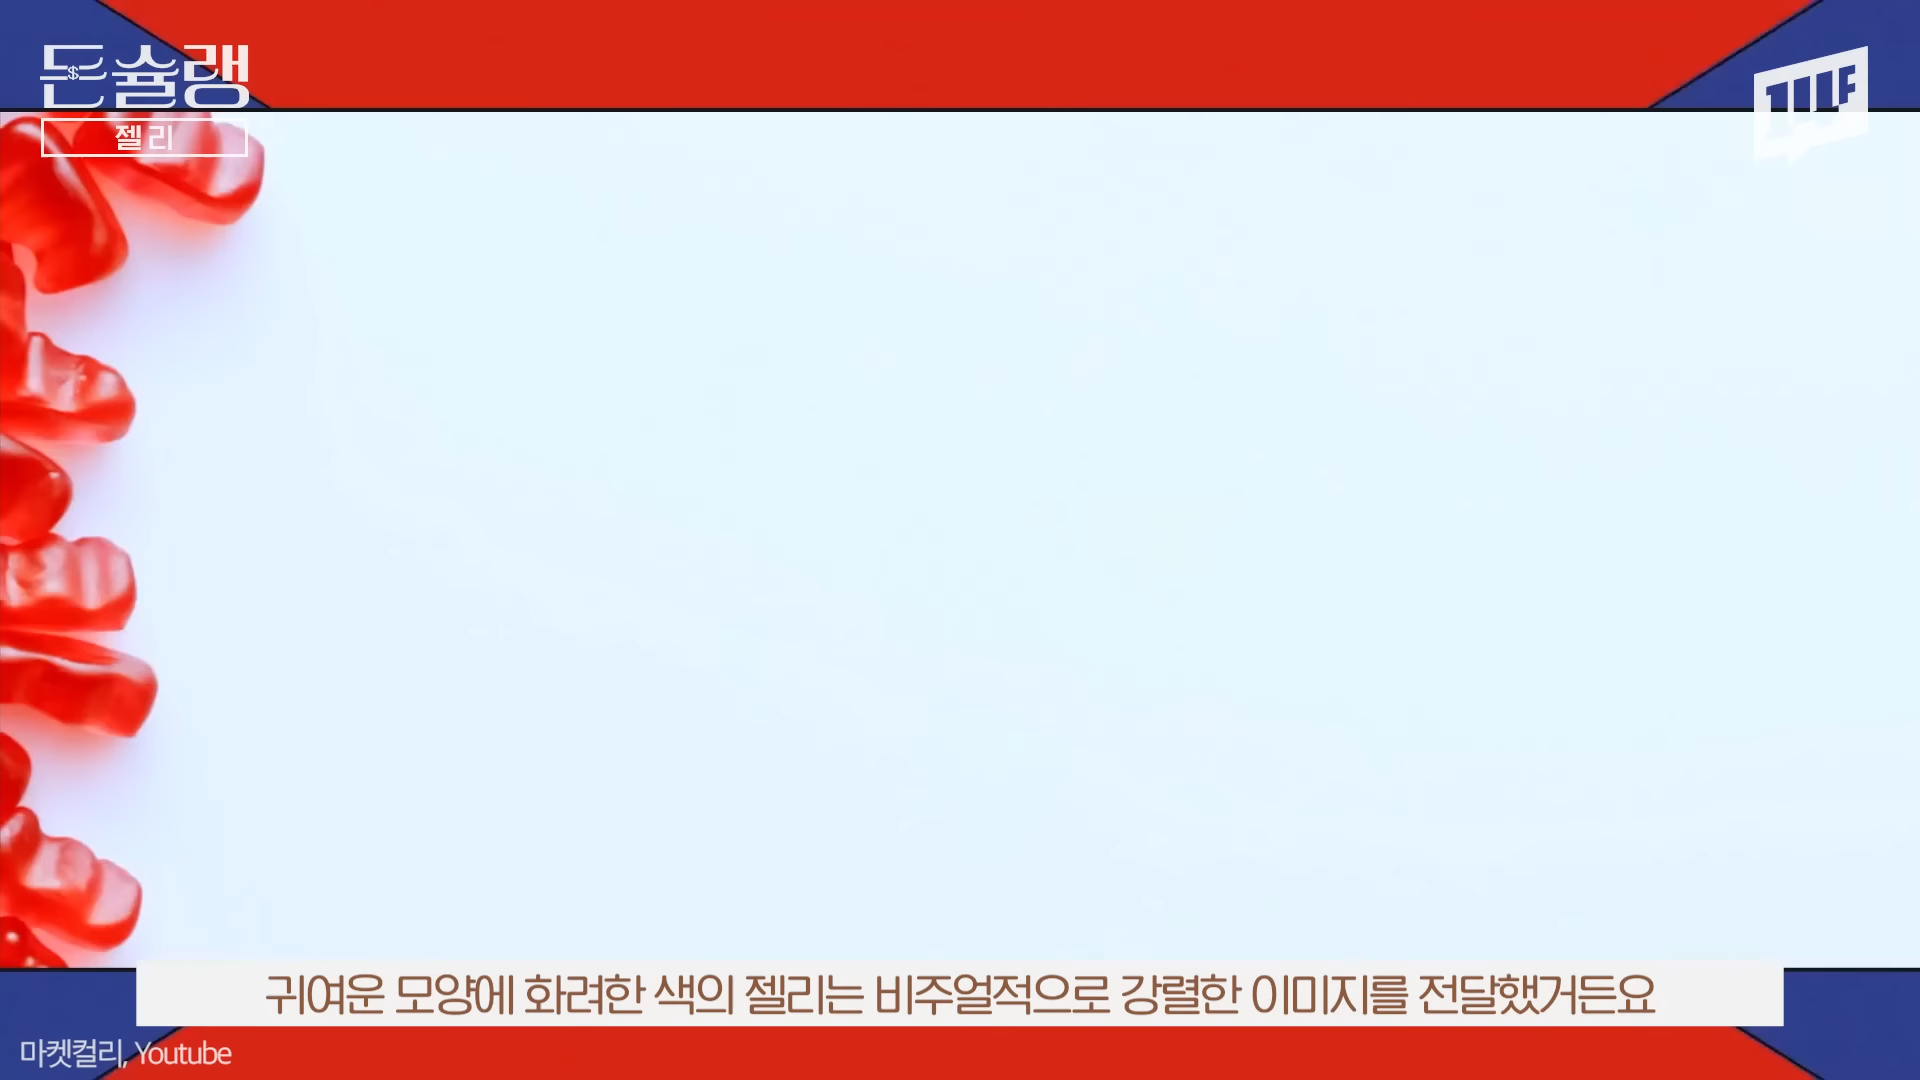 돈슐랭
젤리
귀여운 모양에 화려한 색의 젤리는 비주얼적으로 강렬한 이미지를 전달했거든요
마켓컬리, Youtube